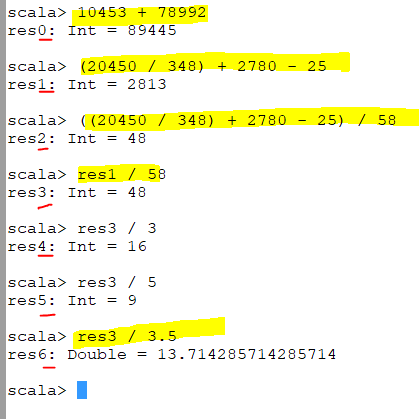 scala> 10453 + 78992
res0: Int = 89445
scala> (20450 / 348) + 2780 - 25
res1: Int = 2813
scala> ((20450 / 348) + 2780 - 25) / 58
res2: Int = 48
scala> res1 / 58
res3: Int = 48
scala> res3 / 3
res4: Int = 16
scala> res3 / 5
res5: Int = 9
scala> res3 / 3.5
res6: Double = 13.714285714285714
scala>